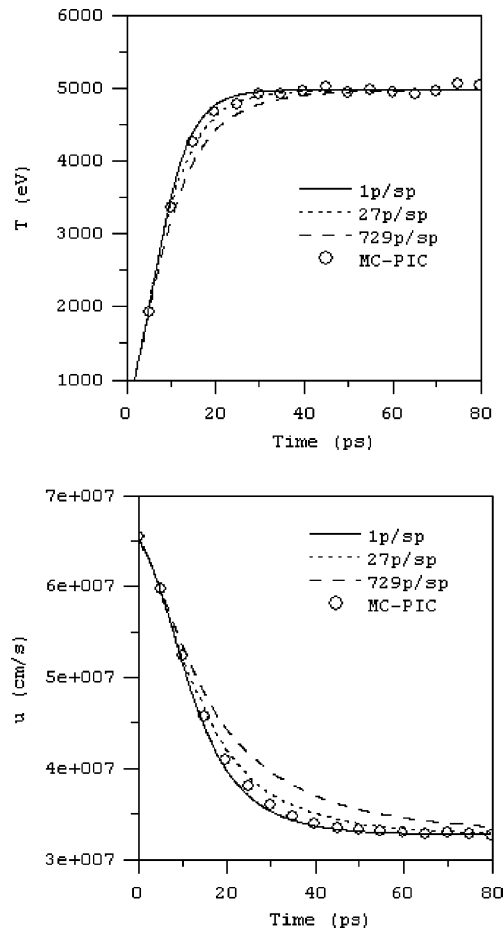 6000
5000
4000
3000
2000
1000
T (eV)
1p/sp
27p/sp
729p/sp
MC-PIC
0 20 40 60 80
Time (ps)
7e+007
6e+007
5e+007
4e+007
3e+007
u (cm/s)
1p/sp
27p/sp
729p/sp
MC-PIC
0 20 40 60 80
Time (ps)